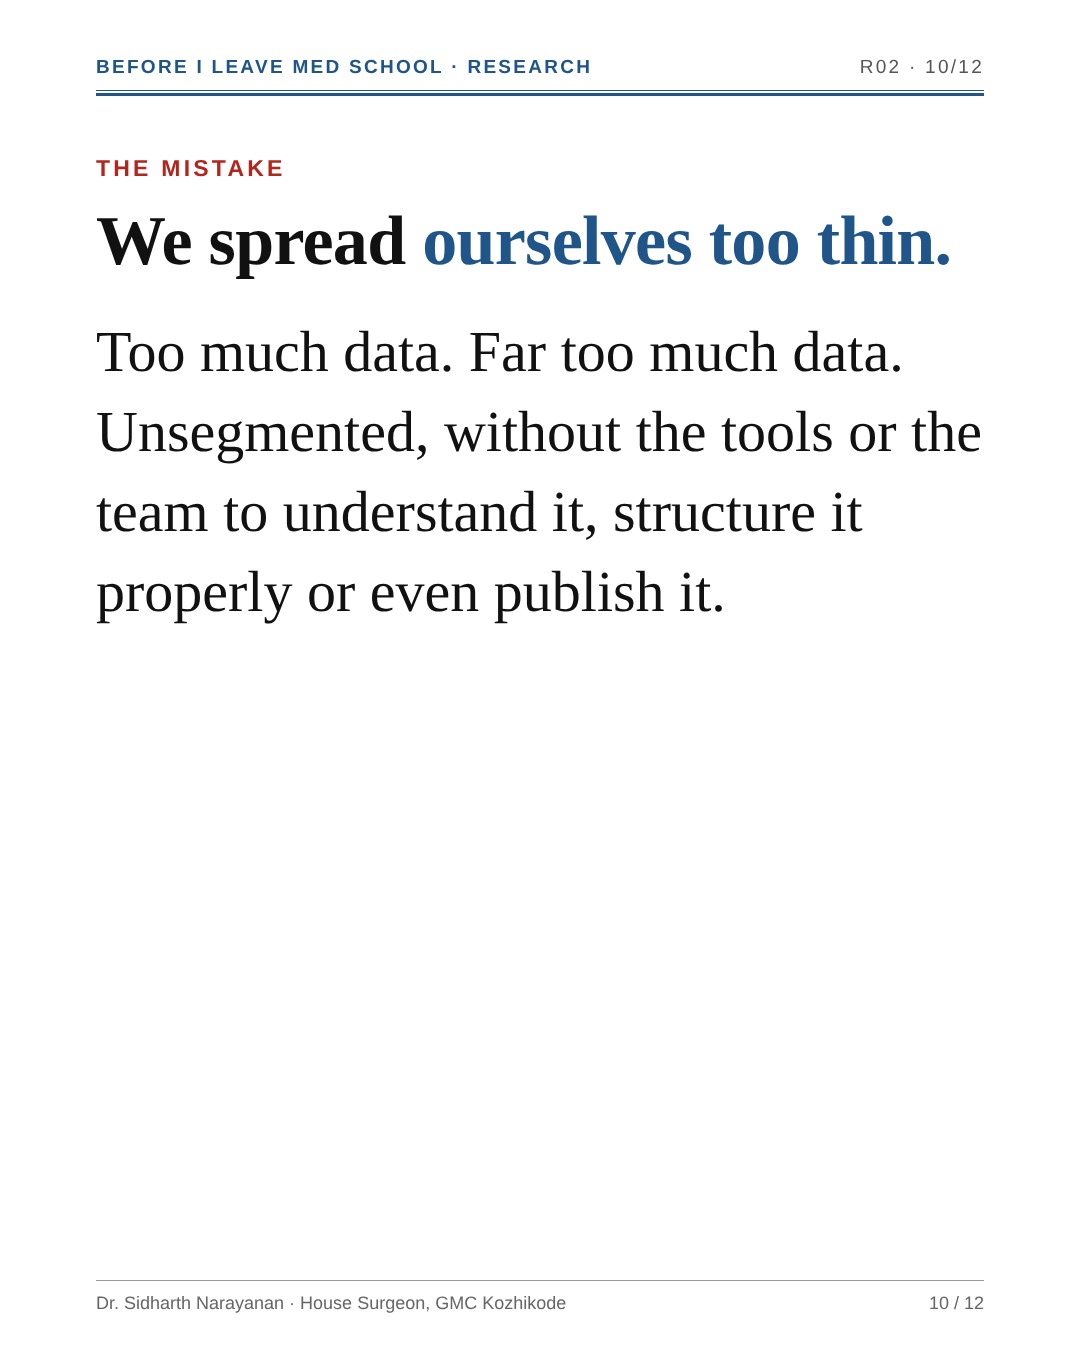 BEFORE I LEAVE MED SCHOOL · RESEARCH
R02 · 10/12
THE MISTAKE
We spread ourselves too thin.
Too much data. Far too much data.
Unsegmented, without the tools or the
team to understand it, structure it
properly or even publish it.
Dr. Sidharth Narayanan · House Surgeon, GMC Kozhikode
10 / 12